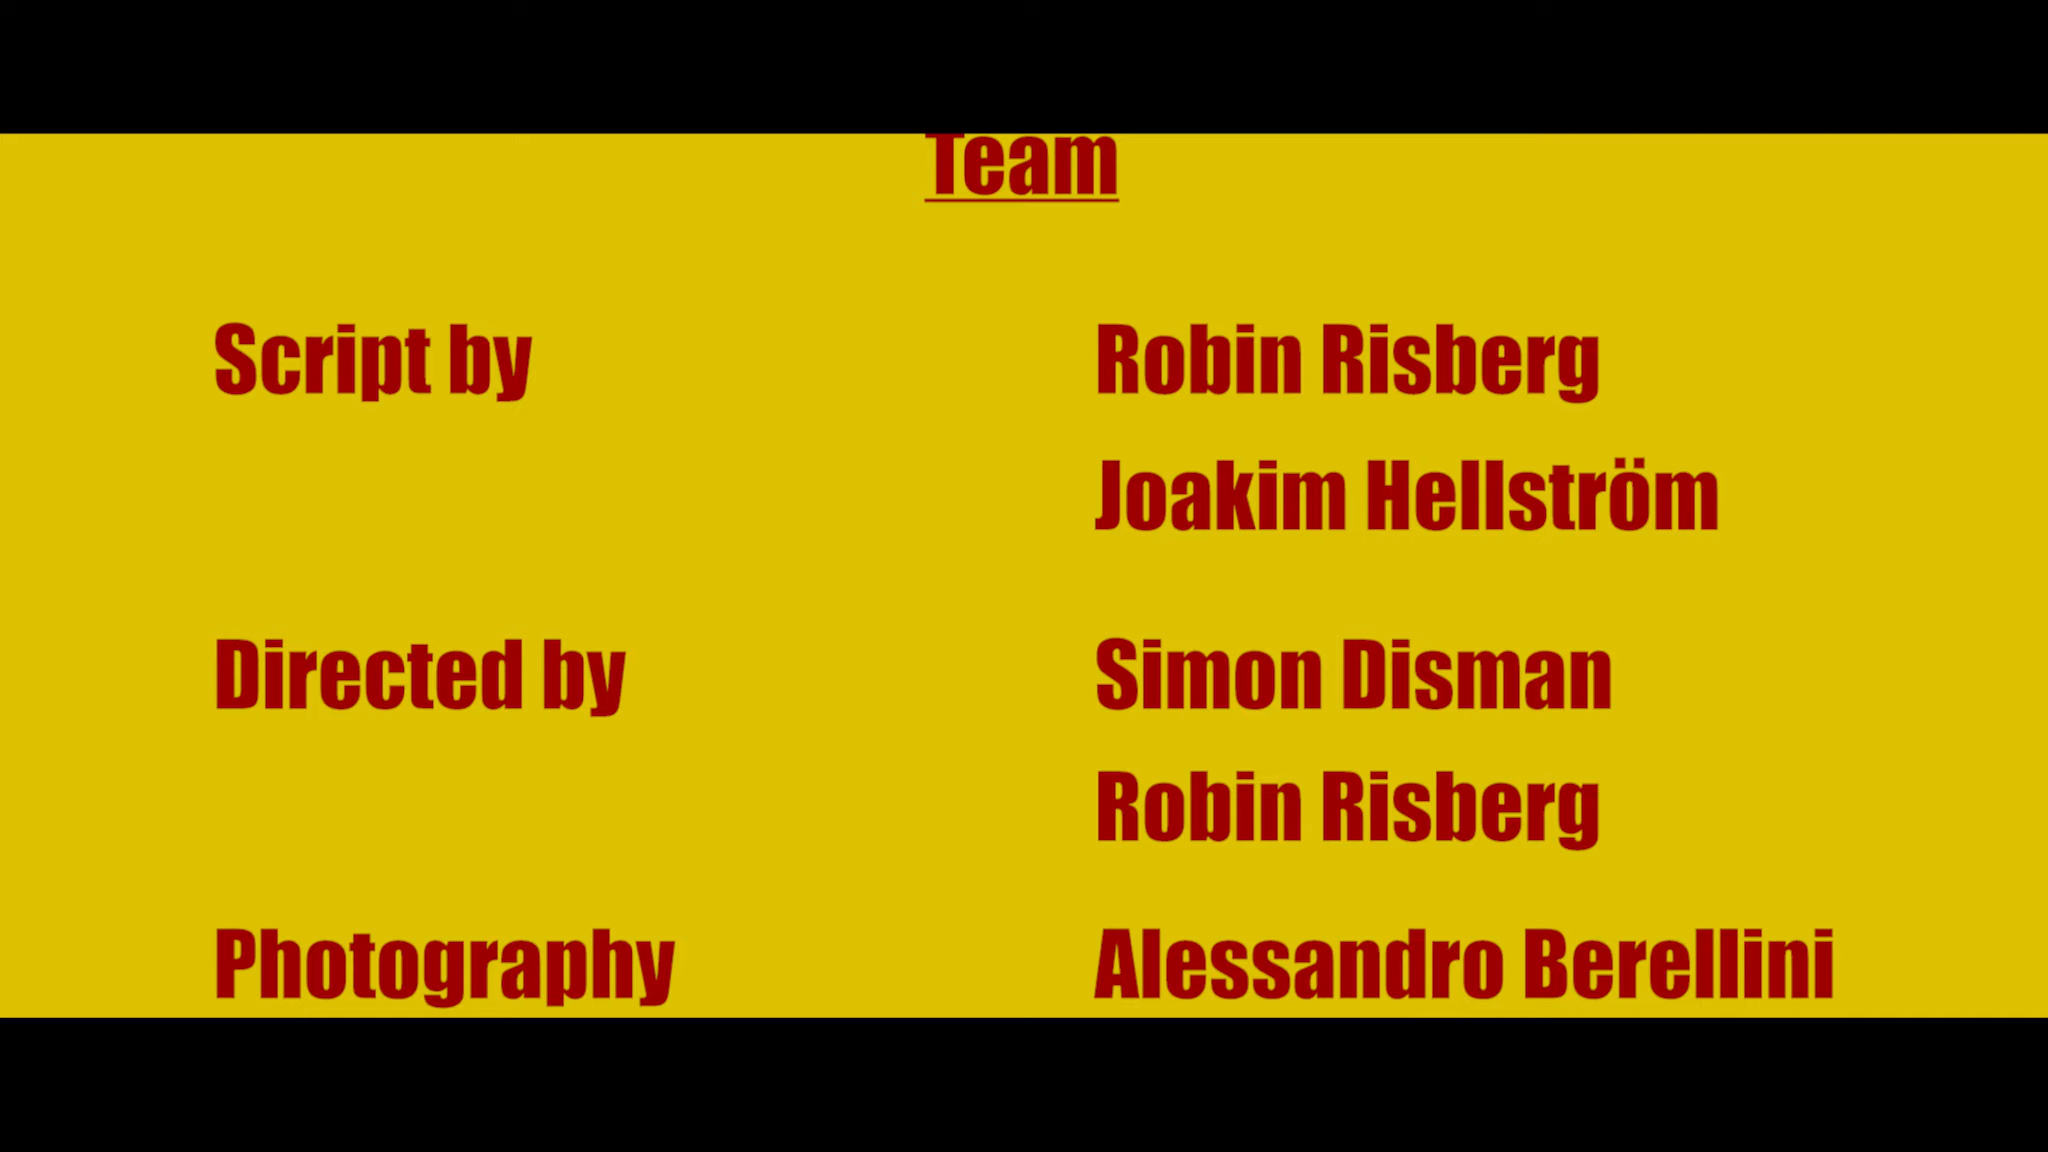 Team
Script by Robin Risberg
Joakim Hellström
Directed by Simon Disman
Robin Risberg
Photography Alessandro Berellini